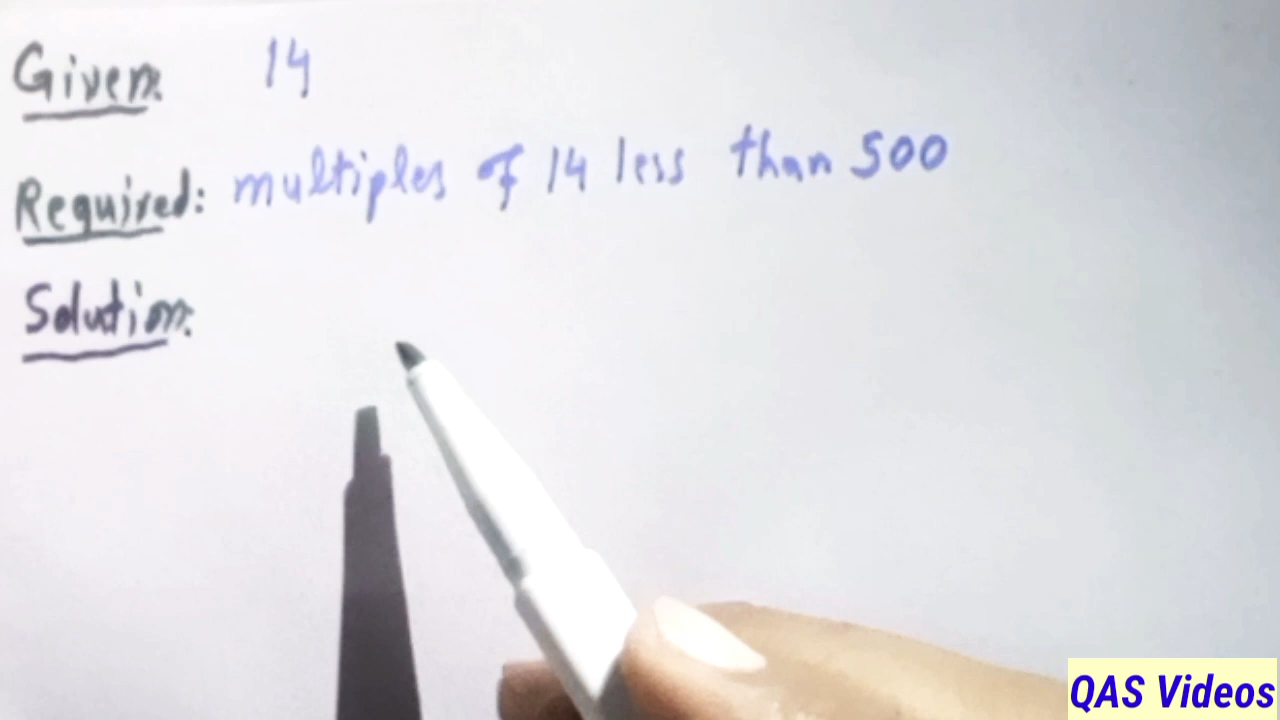 Given: 14
Required: multiples of 14 less than 500
Solution:
QAS Videos